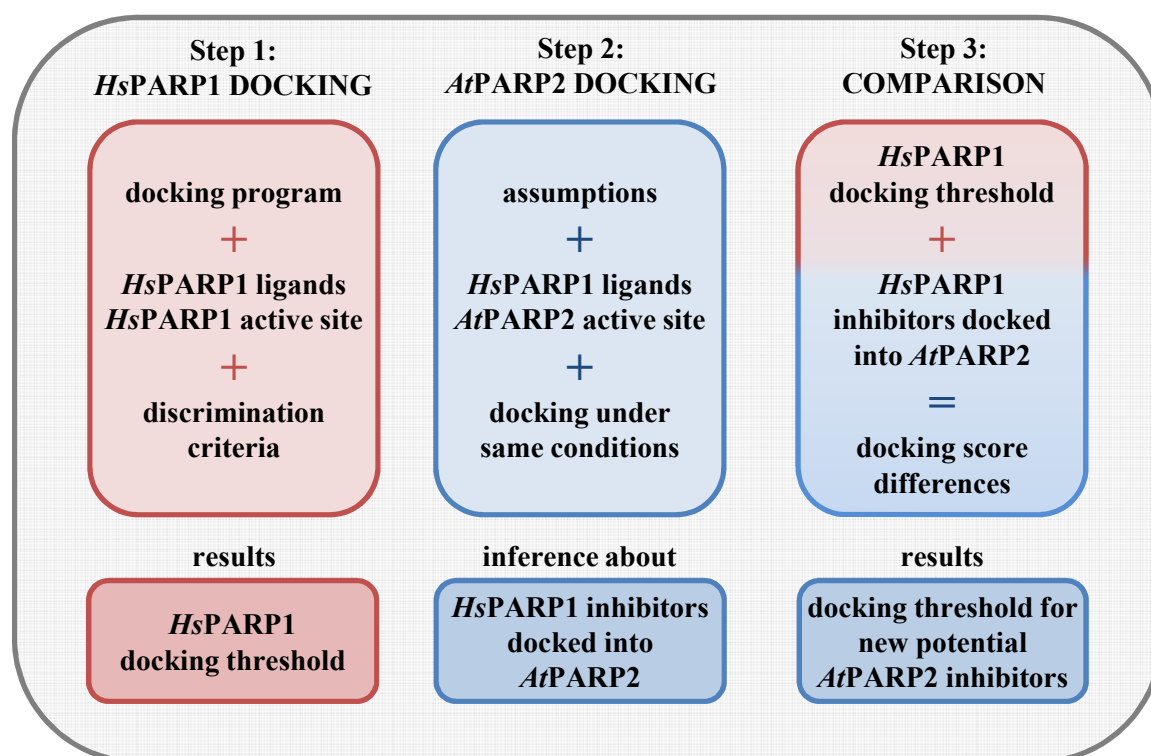 Step 1:
HsPARP1 DOCKING
docking program
+
HsPARP1 ligands
HsPARP1 active site
+
discrimination
criteria
results
HsPARP1
docking threshold
Step 2:
AtPARP2 DOCKING
assumptions
+
HsPARP1 ligands
AtPARP2 active site
+
docking under
same conditions
inference about
HsPARP1 inhibitors
docked into
AtPARP2
Step 3:
COMPARISON
HsPARP1
docking threshold
+
HsPARP1
inhibitors docked
into AtPARP2
=
docking score
differences
results
docking threshold for
new potential
AtPARP2 inhibitors